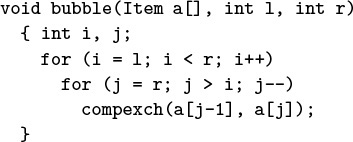 void bubble(Item a[], int l, int r)
{ int i, j;
for (i = l; i < r; i++)
for (j = r; j > i; j--)
compexch(a[j-1], a[j]);
}